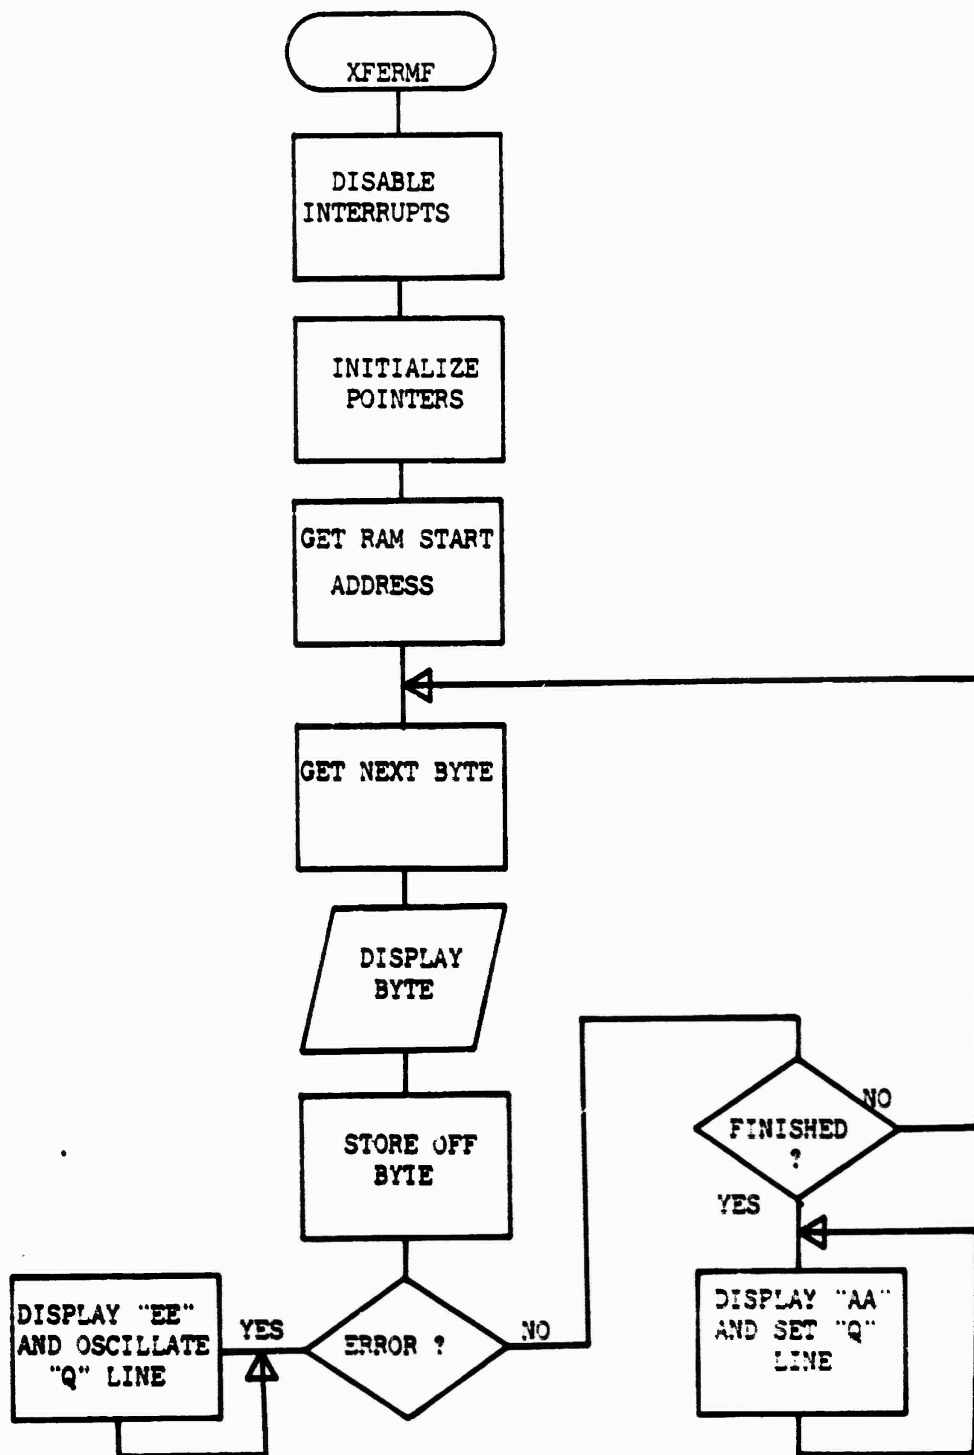 XFERMF
DISABLE
INTERRUPTS
INITIALIZE
POINTERS
GET RAM START
ADDRESS
GET NEXT BYTE
DISPLAY
BYTE
STORE OFF
BYTE
ERROR ?
YES
NO
DISPLAY "EE"
AND OSCILLATE
"Q" LINE
FINISHED
?
NO
YES
DISPLAY "AA"
AND SET "Q"
LINE